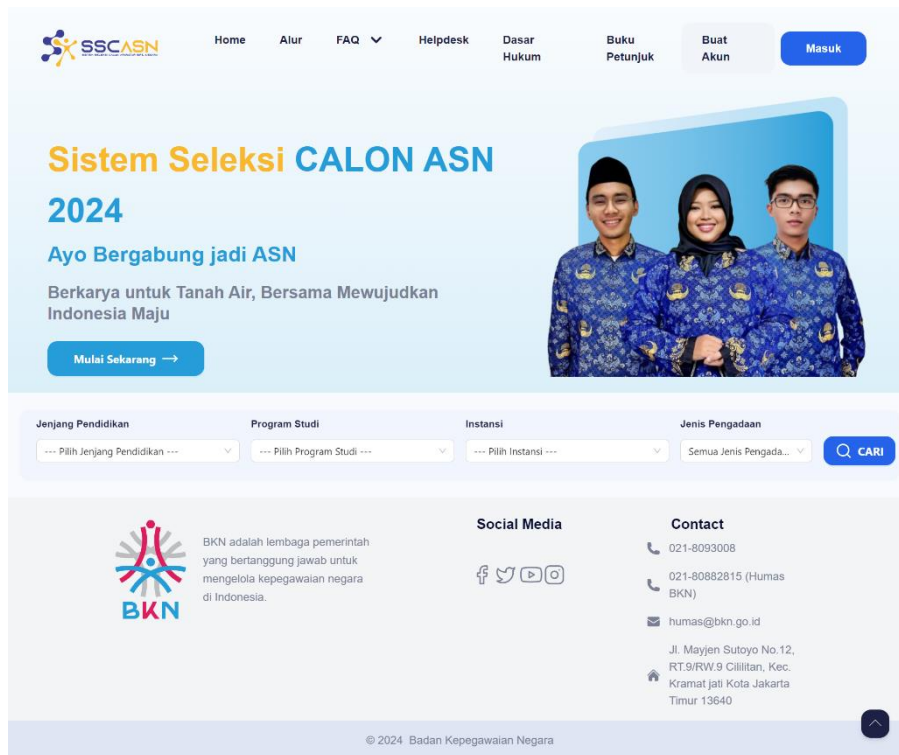 SSCASN
Home
Alur
FAQ
Helpdesk
Dasar
Hukum
Buku
Petunjuk
Buat
Akun
Masuk
Sistem Seleksi CALON ASN
2024
Ayo Bergabung jadi ASN
Berkarya untuk Tanah Air, Bersama Mewujudkan
Indonesia Maju
Mulai Sekarang →
Jenjang Pendidikan
--- Pilih Jenjang Pendidikan ---
Program Studi
--- Pilih Program Studi ---
Instansi
--- Pilih Instansi ---
Jenis Pengadaan
Semua Jenis Pengada...
CARI
BKN
BKN adalah lembaga pemerintah
yang bertanggung jawab untuk
mengelola kepegawaian negara
di Indonesia.
Social Media
Contact
021-8093008
021-80882815 (Humas
BKN)
humas@bkn.go.id
Jl. Mayjen Sutoyo No.12,
RT.9/RW.9 Cililitan, Kec.
Kramat jati Kota Jakarta
Timur 13640
© 2024 Badan Kepegawaian Negara